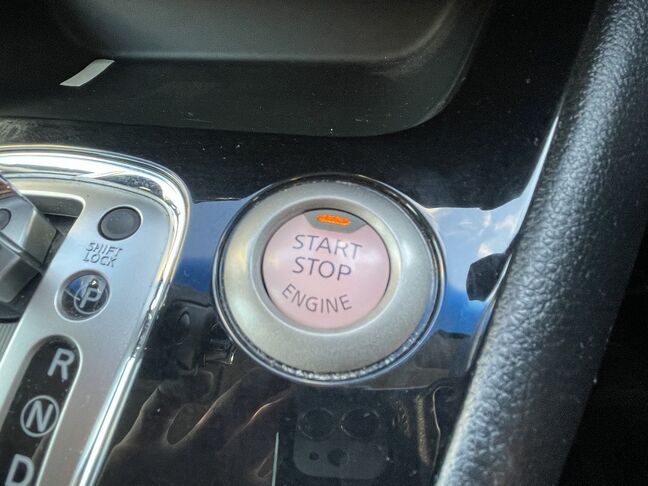 START
STOP
ENGINE
SHIFT
LOCK
P
R
N
D